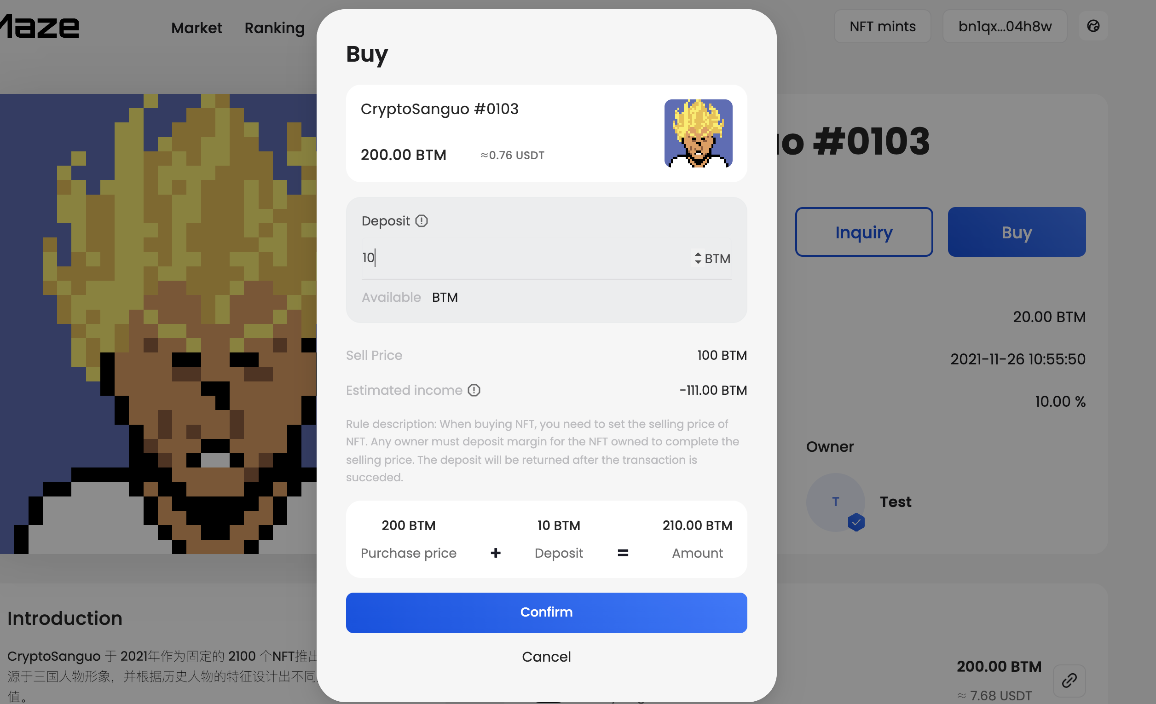 Maze
Market
Ranking
NFT mints
bn1qx...04h8w
Buy
CryptoSanguo #0103
200.00 BTM
≈0.76 USDT
Deposit
10
BTM
Available BTM
Sell Price
100 BTM
Estimated income
-111.00 BTM
Rule description: When buying NFT, you need to set the selling price of
NFT. Any owner must deposit margin for the NFT owned to complete the
selling price. The deposit will be returned after the transaction is
succeded.
200 BTM
10 BTM
210.00 BTM
Purchase price
+
Deposit
=
Amount
Confirm
Cancel
o #0103
Inquiry
Buy
20.00 BTM
2021-11-26 10:55:50
10.00 %
Owner
T
Test
Introduction
CryptoSanguo 于 2021年作为固定的 2100 个NFT推出
源于三国人物形象，并根据历史人物的特征设计出不同
值。
200.00 BTM
≈ 7.68 USDT